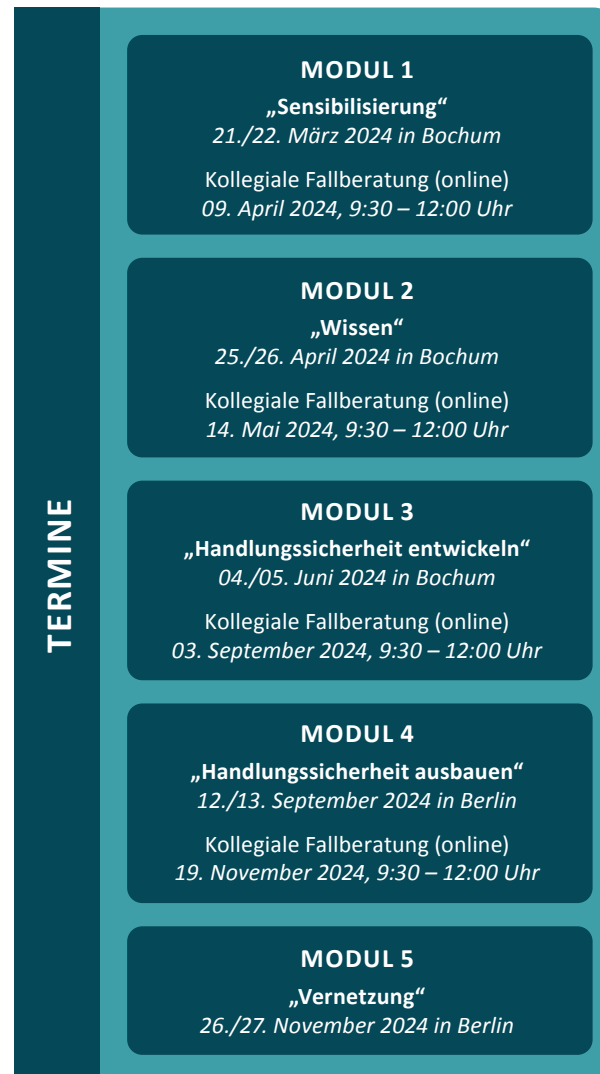 TERMINE
MODUL 1
„Sensibilisierung“
21./22. März 2024 in Bochum
Kollegiale Fallberatung (online)
09. April 2024, 9:30 – 12:00 Uhr
MODUL 2
„Wissen“
25./26. April 2024 in Bochum
Kollegiale Fallberatung (online)
14. Mai 2024, 9:30 – 12:00 Uhr
MODUL 3
„Handlungssicherheit entwickeln“
04./05. Juni 2024 in Bochum
Kollegiale Fallberatung (online)
03. September 2024, 9:30 – 12:00 Uhr
MODUL 4
„Handlungssicherheit ausbauen“
12./13. September 2024 in Berlin
Kollegiale Fallberatung (online)
19. November 2024, 9:30 – 12:00 Uhr
MODUL 5
„Vernetzung“
26./27. November 2024 in Berlin